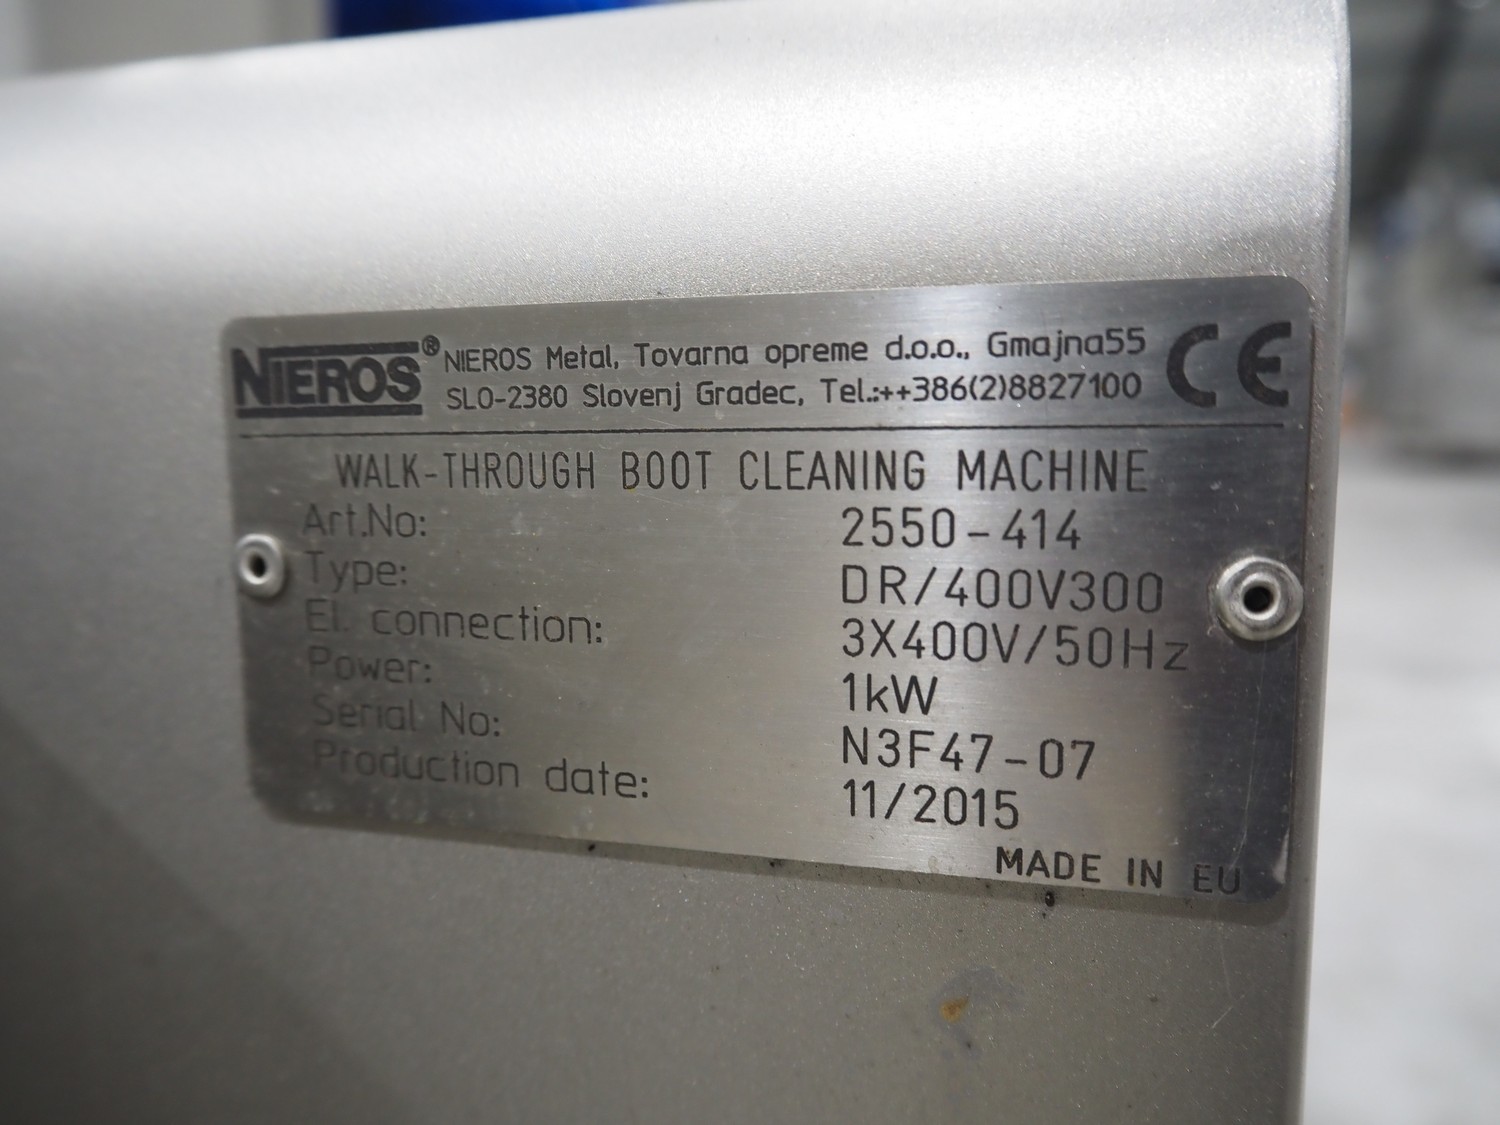 NIEROS® NIEROS Metal, Tovarna opreme d.o.o., Gmajna55
SLO-2380 Slovenj Gradec, Tel.:++386(2)8827100
CE
WALK-THROUGH BOOT CLEANING MACHINE
Art.No: 2550-414
Type: DR/400V300
El. connection: 3X400V/50Hz
Power: 1kW
Serial No: N3F47-07
Production date: 11/2015
MADE IN EU